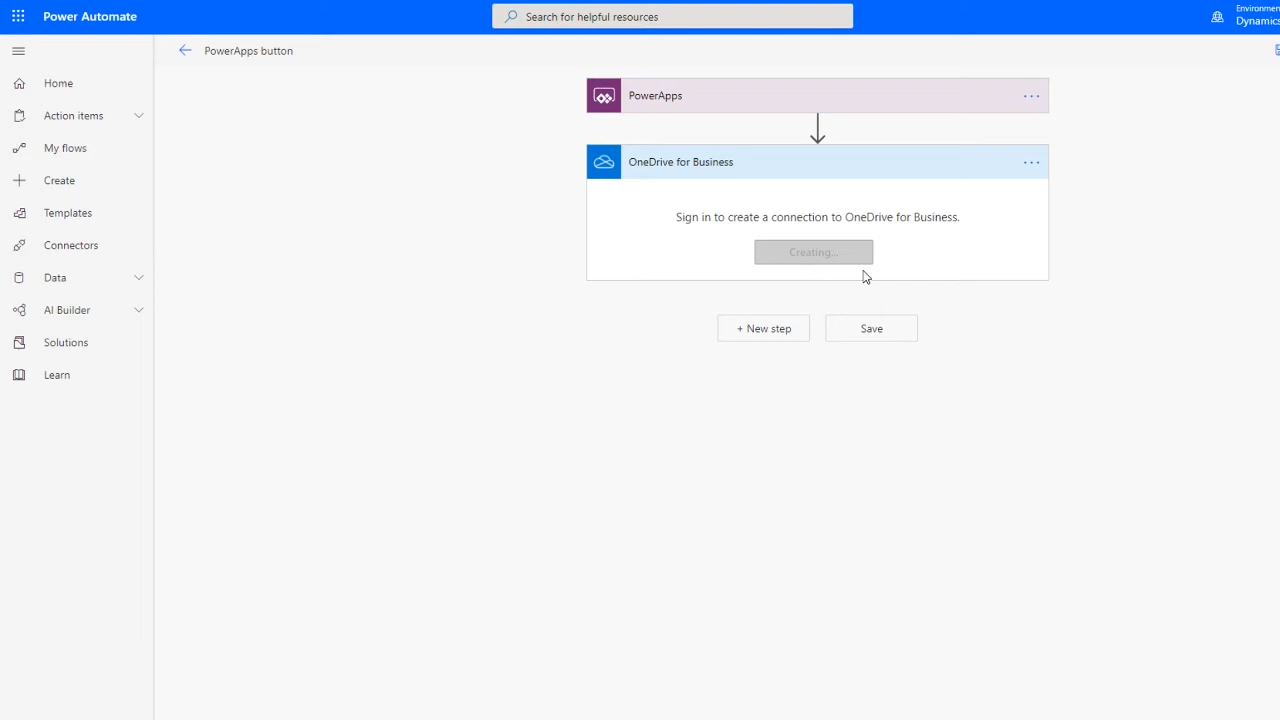 Power Automate
Search for helpful resources
Dynamics
PowerApps button
Home
Action items
My flows
Create
Templates
Connectors
Data
AI Builder
Solutions
Learn
PowerApps
OneDrive for Business
Sign in to create a connection to OneDrive for Business.
Creating...
+ New step
Save